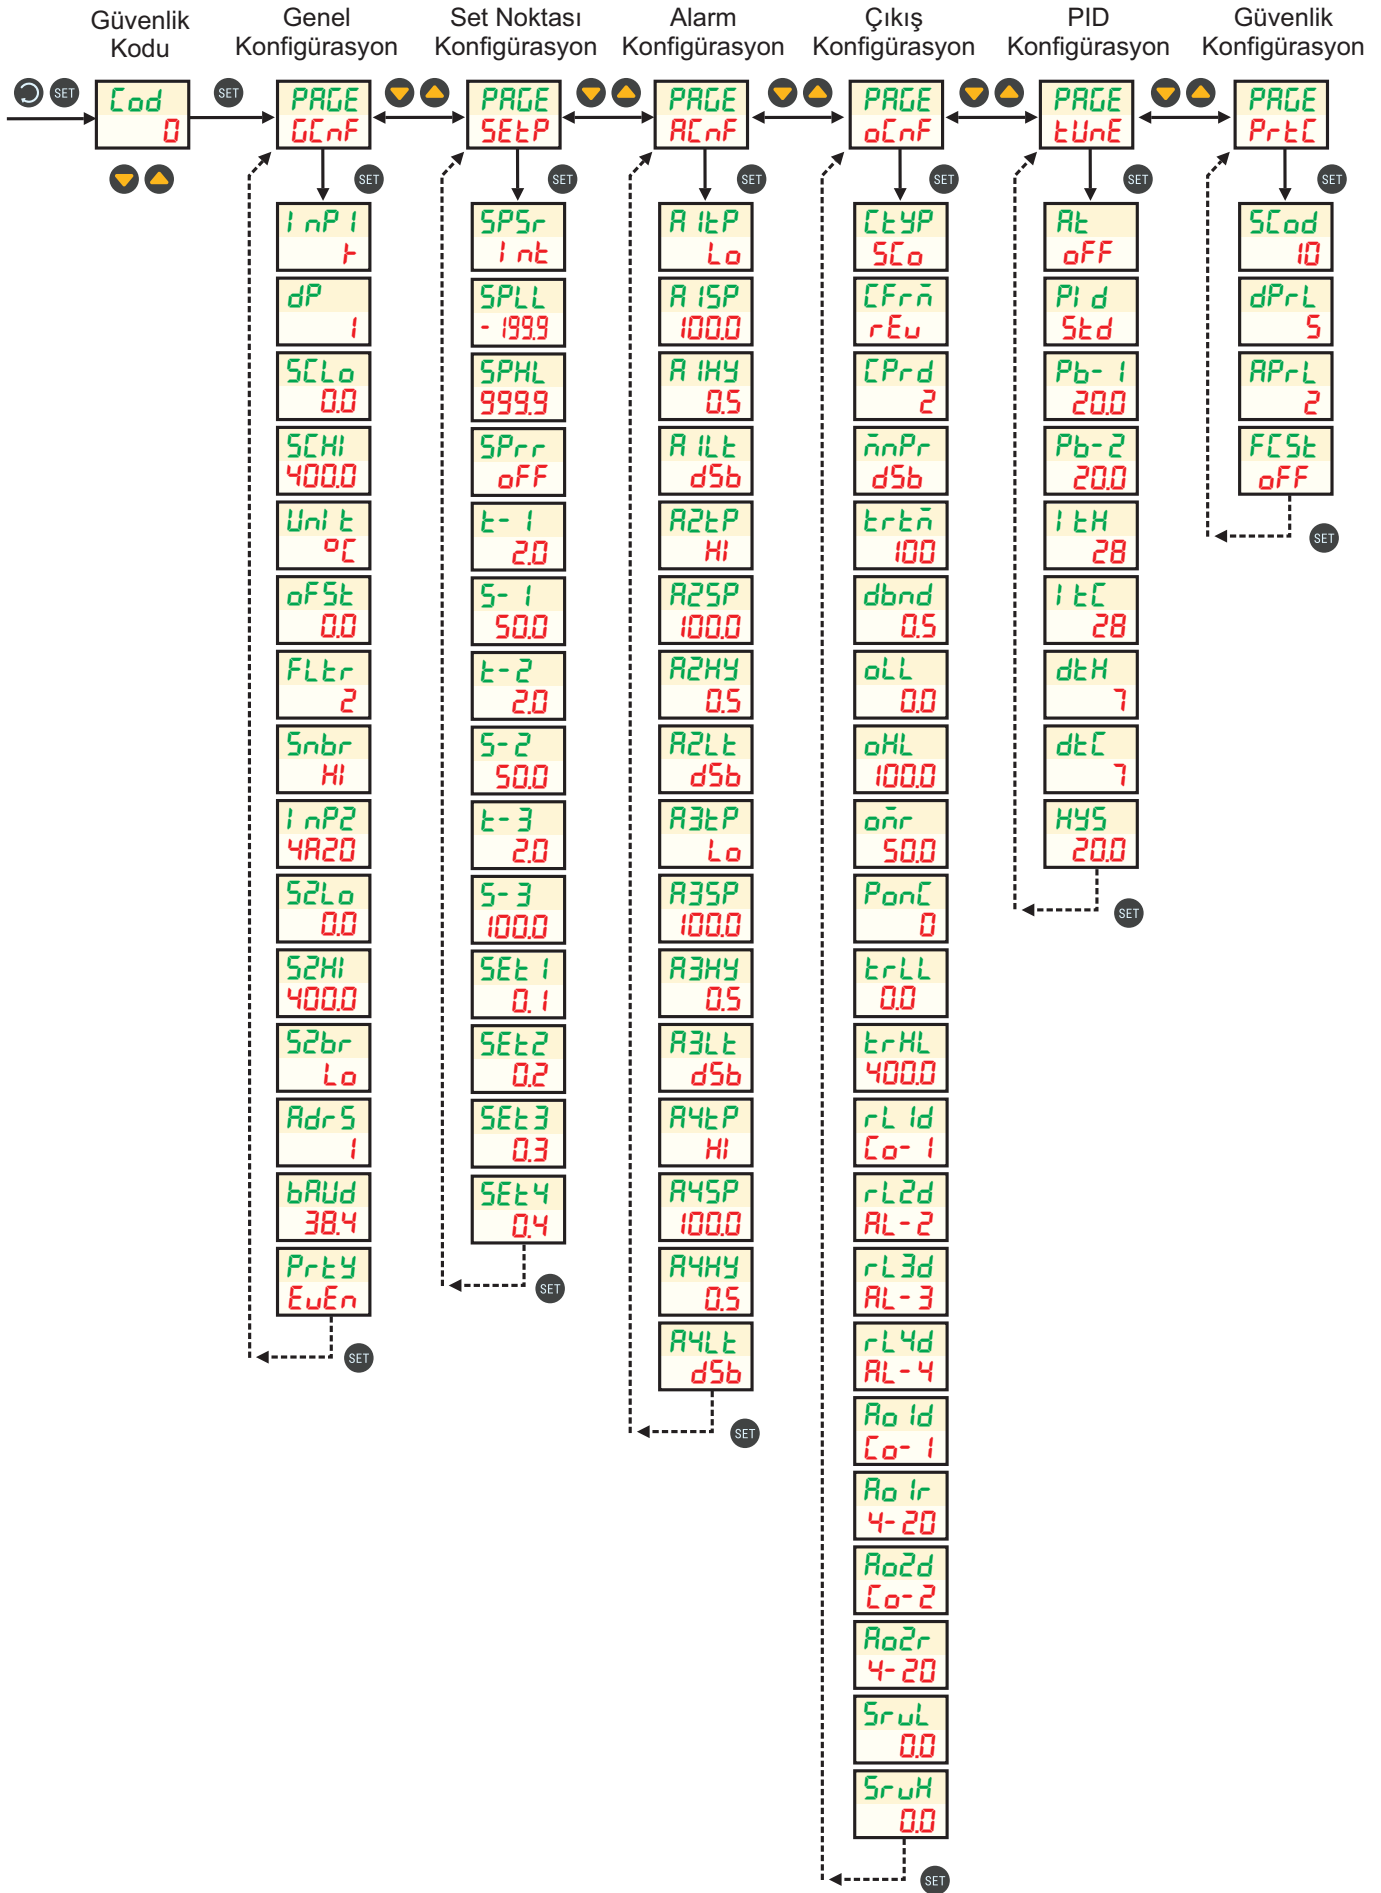 Güvenlik
Kodu
Genel
Konfigürasyon
Set Noktası
Konfigürasyon
Alarm
Konfigürasyon
Çıkış
Konfigürasyon
PID
Konfigürasyon
Güvenlik
Konfigürasyon
SET
Cod
0
SET
PAGE
GCnF
PAGE
SEtP
PAGE
ACnF
PAGE
oCnF
PAGE
tUnE
PAGE
PrtC
SET
InP1
dP
1
SCLo
0.0
SCHI
400.0
UnIt
°C
oFSt
0.0
FLtr
2
Snbr
HI
InP2
4A20
S2Lo
0.0
S2HI
400.0
S2br
Lo
AdrS
1
bAUd
38.4
PrtY
EvEn
SET
SET
SPSr
Int
SPLL
-199.9
SPHL
999.9
SPrr
oFF
t-1
2.0
S-1
50.0
t-2
2.0
S-2
50.0
t-3
2.0
S-3
100.0
SEt1
0.1
SEt2
0.2
SEt3
0.3
SEt4
0.4
SET
SET
A1tP
Lo
A1SP
100.0
A1HY
0.5
A1Lt
dSb
A2tP
HI
A2SP
100.0
A2HY
0.5
A2Lt
dSb
A3tP
Lo
A3SP
100.0
A3HY
0.5
A3Lt
dSb
A4tP
HI
A4SP
100.0
A4HY
0.5
A4Lt
dSb
SET
SET
CtYP
SCo
CFrm
rEv
CPrd
2
mnPr
dSb
trtm
100
dbnd
0.5
oLL
0.0
oHL
100.0
omr
50.0
PonC
0
trLL
0.0
trHL
400.0
rL1d
Co-1
rL2d
AL-2
rL3d
AL-3
rL4d
AL-4
Ao1d
Co-1
Ao1r
4-20
Ao2d
Co-2
Ao2r
4-20
SrvL
0.0
SrvH
0.0
SET
SET
At
oFF
PId
Std
Pb-1
20.0
Pb-2
20.0
ItH
28
ItC
28
dtH
7
dtC
7
HYS
20.0
SET
SET
SCod
10
dPrL
5
APrL
2
FCSt
oFF
SET